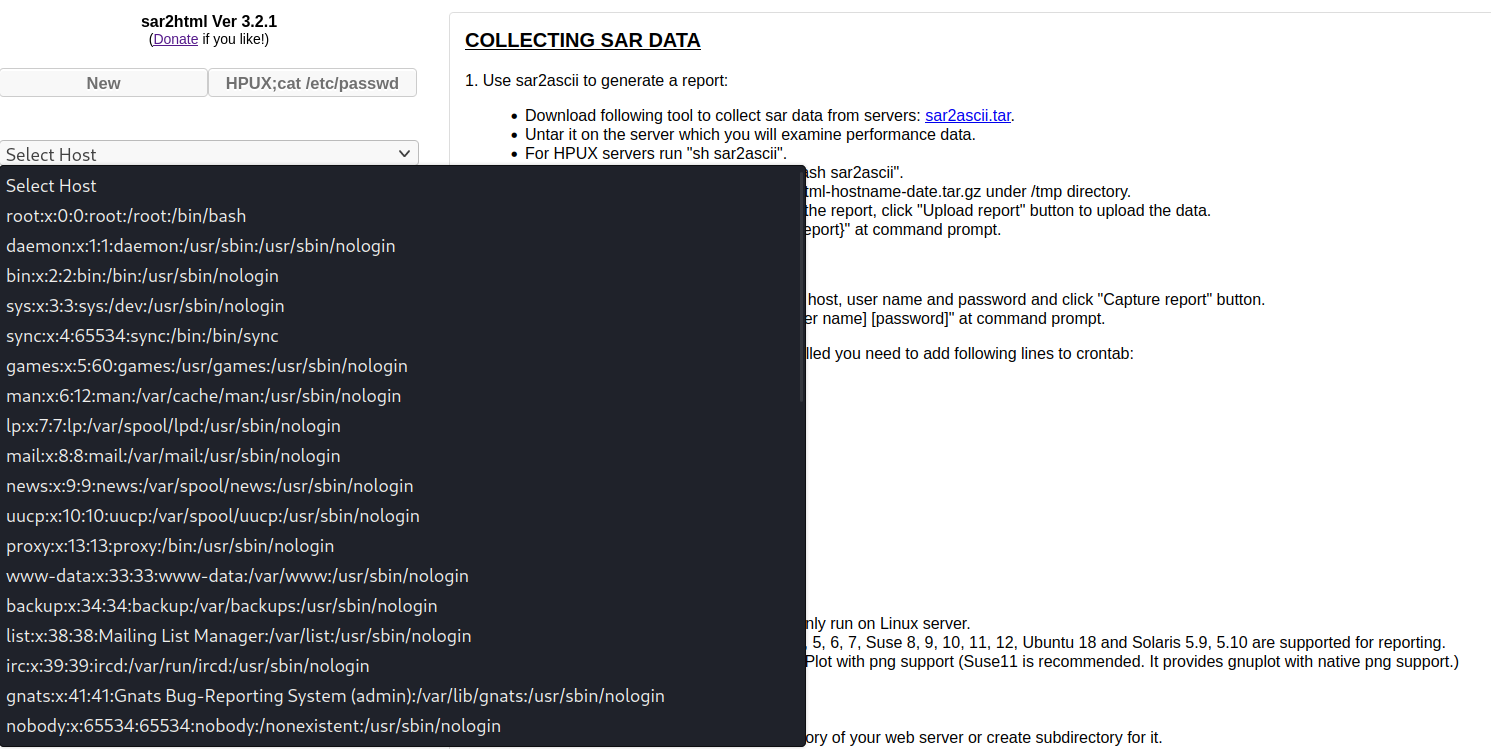 sar2html Ver 3.2.1
(Donate if you like!)
New
HPUX;cat /etc/passwd
Select Host
Select Host
root:x:0:0:root:/root:/bin/bash
daemon:x:1:1:daemon:/usr/sbin:/usr/sbin/nologin
bin:x:2:2:bin:/bin:/usr/sbin/nologin
sys:x:3:3:sys:/dev:/usr/sbin/nologin
sync:x:4:65534:sync:/bin:/bin/sync
games:x:5:60:games:/usr/games:/usr/sbin/nologin
man:x:6:12:man:/var/cache/man:/usr/sbin/nologin
lp:x:7:7:lp:/var/spool/lpd:/usr/sbin/nologin
mail:x:8:8:mail:/var/mail:/usr/sbin/nologin
news:x:9:9:news:/var/spool/news:/usr/sbin/nologin
uucp:x:10:10:uucp:/var/spool/uucp:/usr/sbin/nologin
proxy:x:13:13:proxy:/bin:/usr/sbin/nologin
www-data:x:33:33:www-data:/var/www:/usr/sbin/nologin
backup:x:34:34:backup:/var/backups:/usr/sbin/nologin
list:x:38:38:Mailing List Manager:/var/list:/usr/sbin/nologin
irc:x:39:39:ircd:/var/run/ircd:/usr/sbin/nologin
gnats:x:41:41:Gnats Bug-Reporting System (admin):/var/lib/gnats:/usr/sbin/nologin
nobody:x:65534:65534:nobody:/nonexistent:/usr/sbin/nologin
COLLECTING SAR DATA
1. Use sar2ascii to generate a report:
• Download following tool to collect sar data from servers: sar2ascii.tar.
• Untar it on the server which you will examine performance data.
• For HPUX servers run "sh sar2ascii".
ash sar2ascii".
tml-hostname-date.tar.gz under /tmp directory.
the report, click "Upload report" button to upload the data.
eport}" at command prompt.
host, user name and password and click "Capture report" button.
er name] [password]" at command prompt.
lled you need to add following lines to crontab:
nly run on Linux server.
, 5, 6, 7, Suse 8, 9, 10, 11, 12, Ubuntu 18 and Solaris 5.9, 5.10 are supported for reporting.
Plot with png support (Suse11 is recommended. It provides gnuplot with native png support.)
ory of your web server or create subdirectory for it.